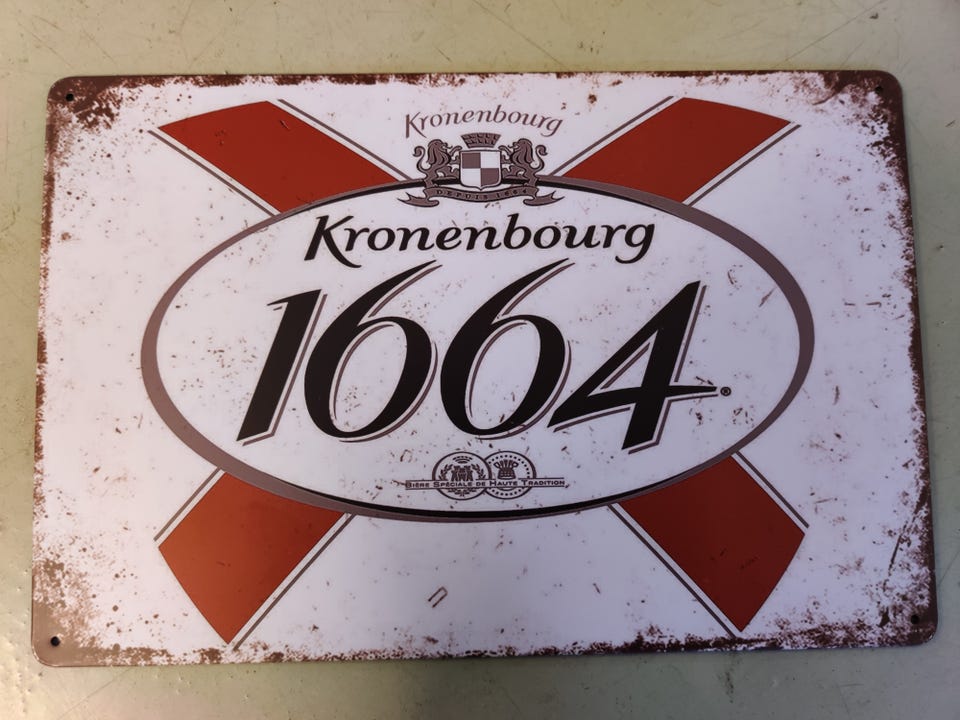 Kronenbourg
DEPUIS 1664
Kronenbourg
1664®
BIÈRE SPÉCIALE DE HAUTE TRADITION